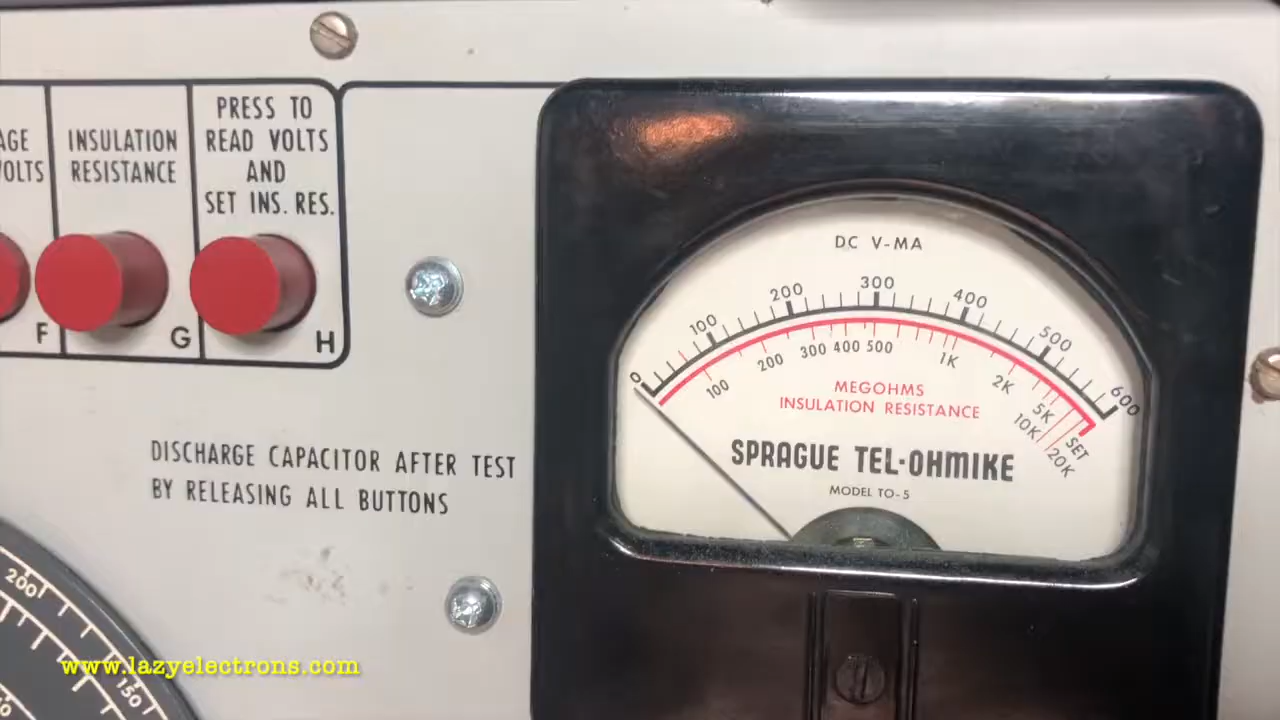 AGE
VOLTS
F
INSULATION
RESISTANCE
G
PRESS TO
READ VOLTS
AND
SET INS. RES.
H
DISCHARGE CAPACITOR AFTER TEST
BY RELEASING ALL BUTTONS
DC V-MA
0 100 200 300 400 500 600
100 200 300 400 500 1K 2K 5K 10K 20K SET
MEGOHMS
INSULATION RESISTANCE
SPRAGUE TEL-OHMIKE
MODEL TO-5
200
150
www.lazyelectrons.com